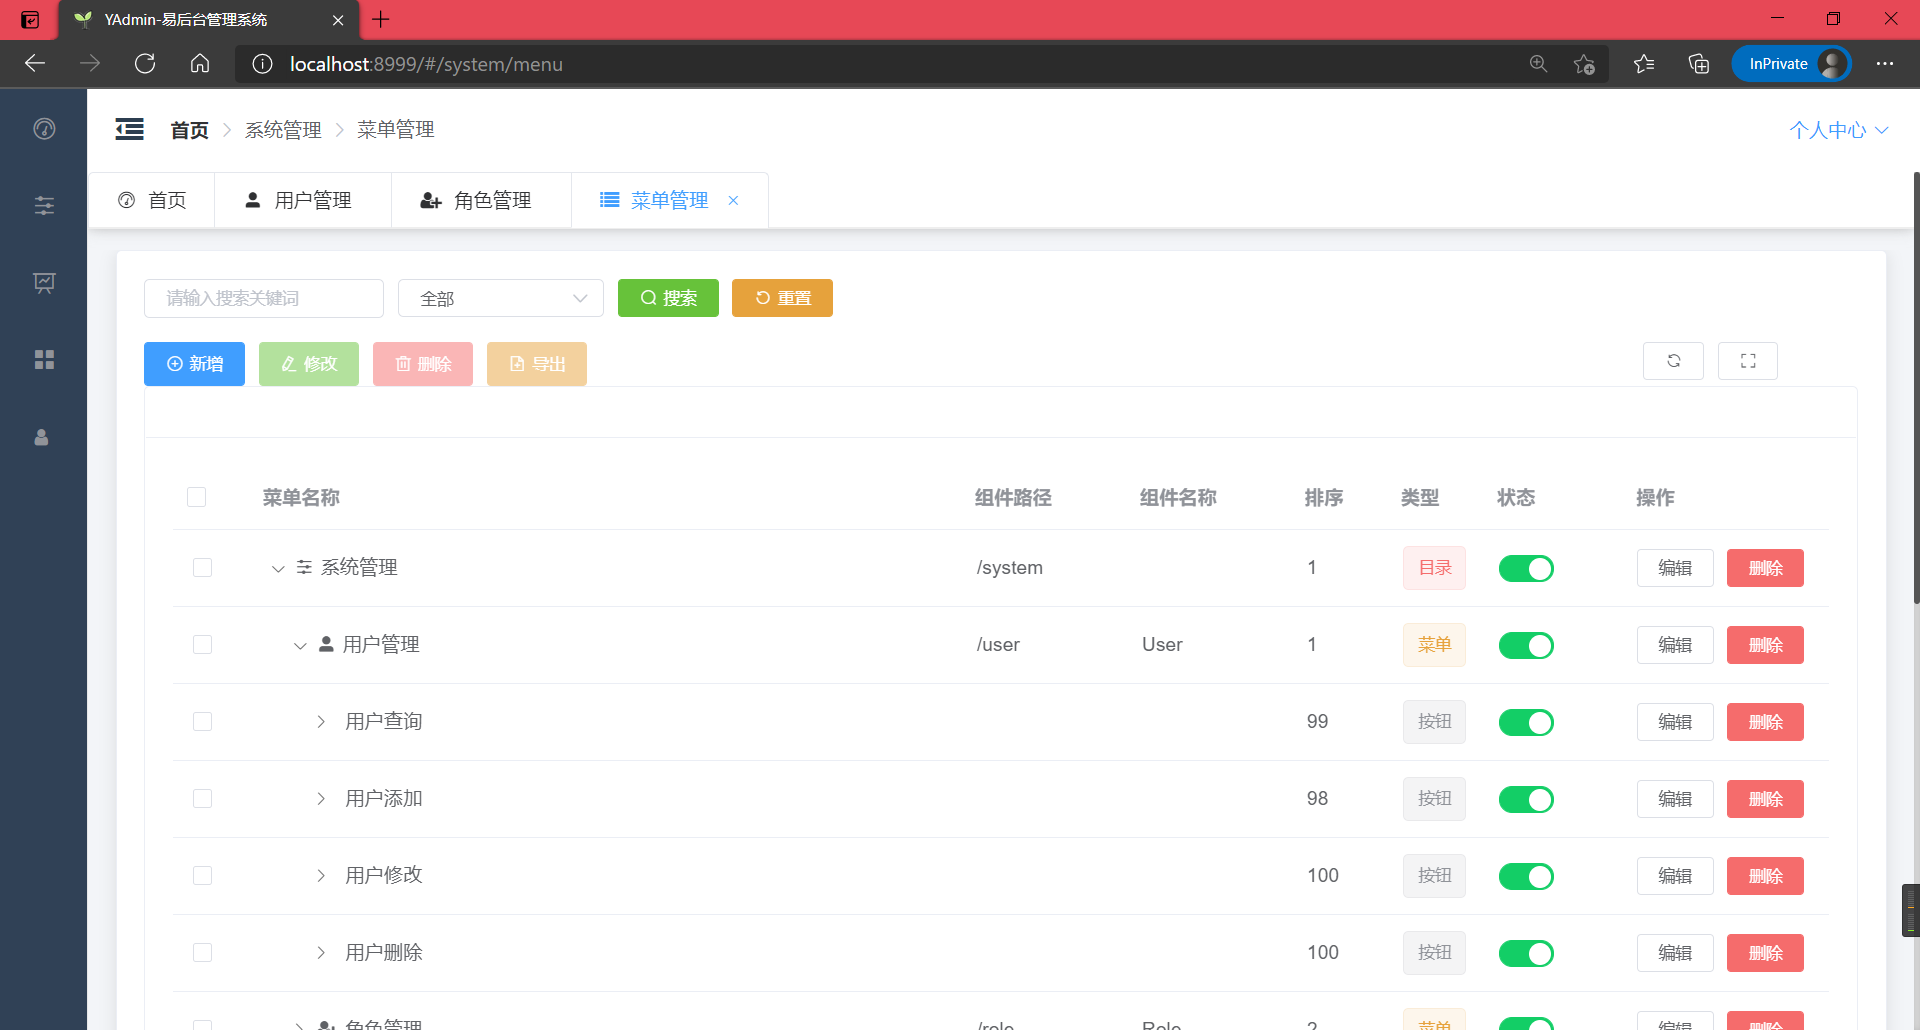 YAdmin-易后台管理系统
localhost:8999/#/system/menu
InPrivate
首页 系统管理 菜单管理
个人中心
首页 用户管理 角色管理 菜单管理
请输入搜索关键词 全部 搜索 重置
新增 修改 删除 导出
菜单名称 组件路径 组件名称 排序 类型 状态 操作
系统管理 /system 1 目录 编辑 删除
用户管理 /user User 1 菜单 编辑 删除
用户查询 99 按钮 编辑 删除
用户添加 98 按钮 编辑 删除
用户修改 100 按钮 编辑 删除
用户删除 100 按钮 编辑 删除
角色管理 /role Role 2 菜单 编辑 删除